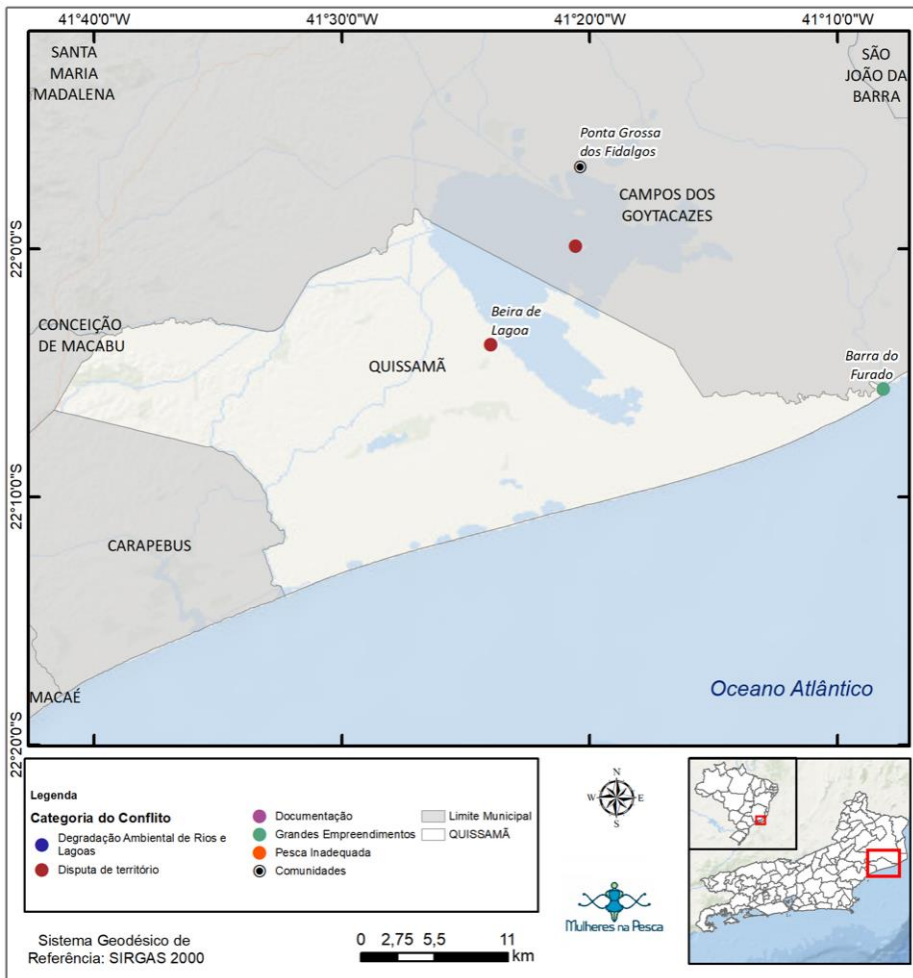 41°40'0"W
41°30'0"W
41°20'0"W
41°10'0"W
SANTA
MARIA
MADALENA
SÃO
JOÃO DA
BARRA
Ponta Grossa
dos Fidalgos
CAMPOS DOS
GOYTACAZES
22°0'0"S
Beira de
Lagoa
CONCEIÇÃO
DE MACABU
QUISSAMÃ
Barra do
Furado
22°10'0"S
CARAPEBUS
MACAÉ
Oceano Atlântico
22°20'0"S
Legenda
Categoria do Conflito
Degradação Ambiental de Rios e
Lagoas
Disputa de território
Documentação
Grandes Empreendimentos
Pesca Inadequada
Comunidades
Limite Municipal
QUISSAMÃ
N
W
E
S
Mulheres na Pesca
Sistema Geodésico de
Referência: SIRGAS 2000
0 2,75 5,5 11
km